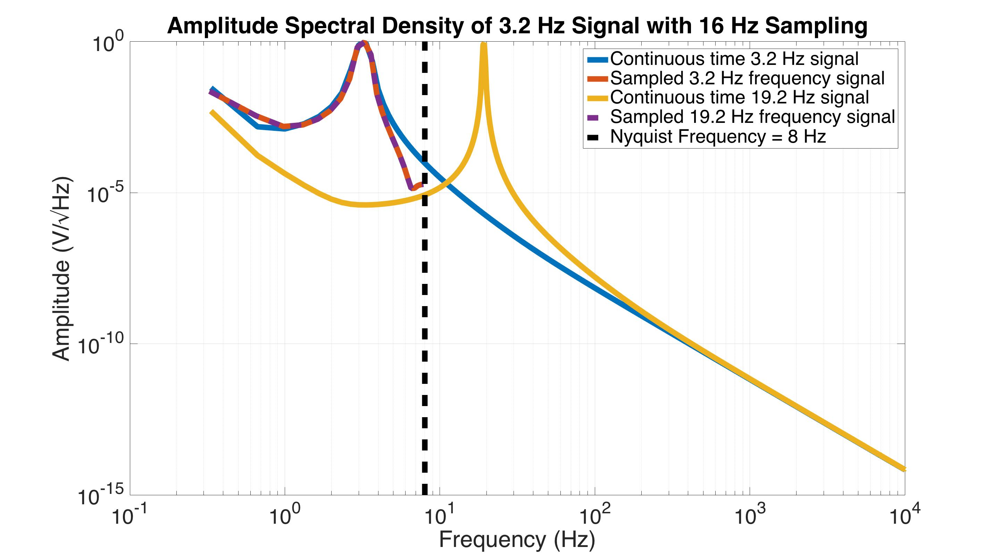 Amplitude Spectral Density of 3.2 Hz Signal with 16 Hz Sampling
10^0
10^-5
10^-10
10^-15
Amplitude (V/√Hz)
Continuous time 3.2 Hz signal
Sampled 3.2 Hz frequency signal
Continuous time 19.2 Hz signal
Sampled 19.2 Hz frequency signal
Nyquist Frequency = 8 Hz
10^-1 10^0 10^1 10^2 10^3 10^4
Frequency (Hz)